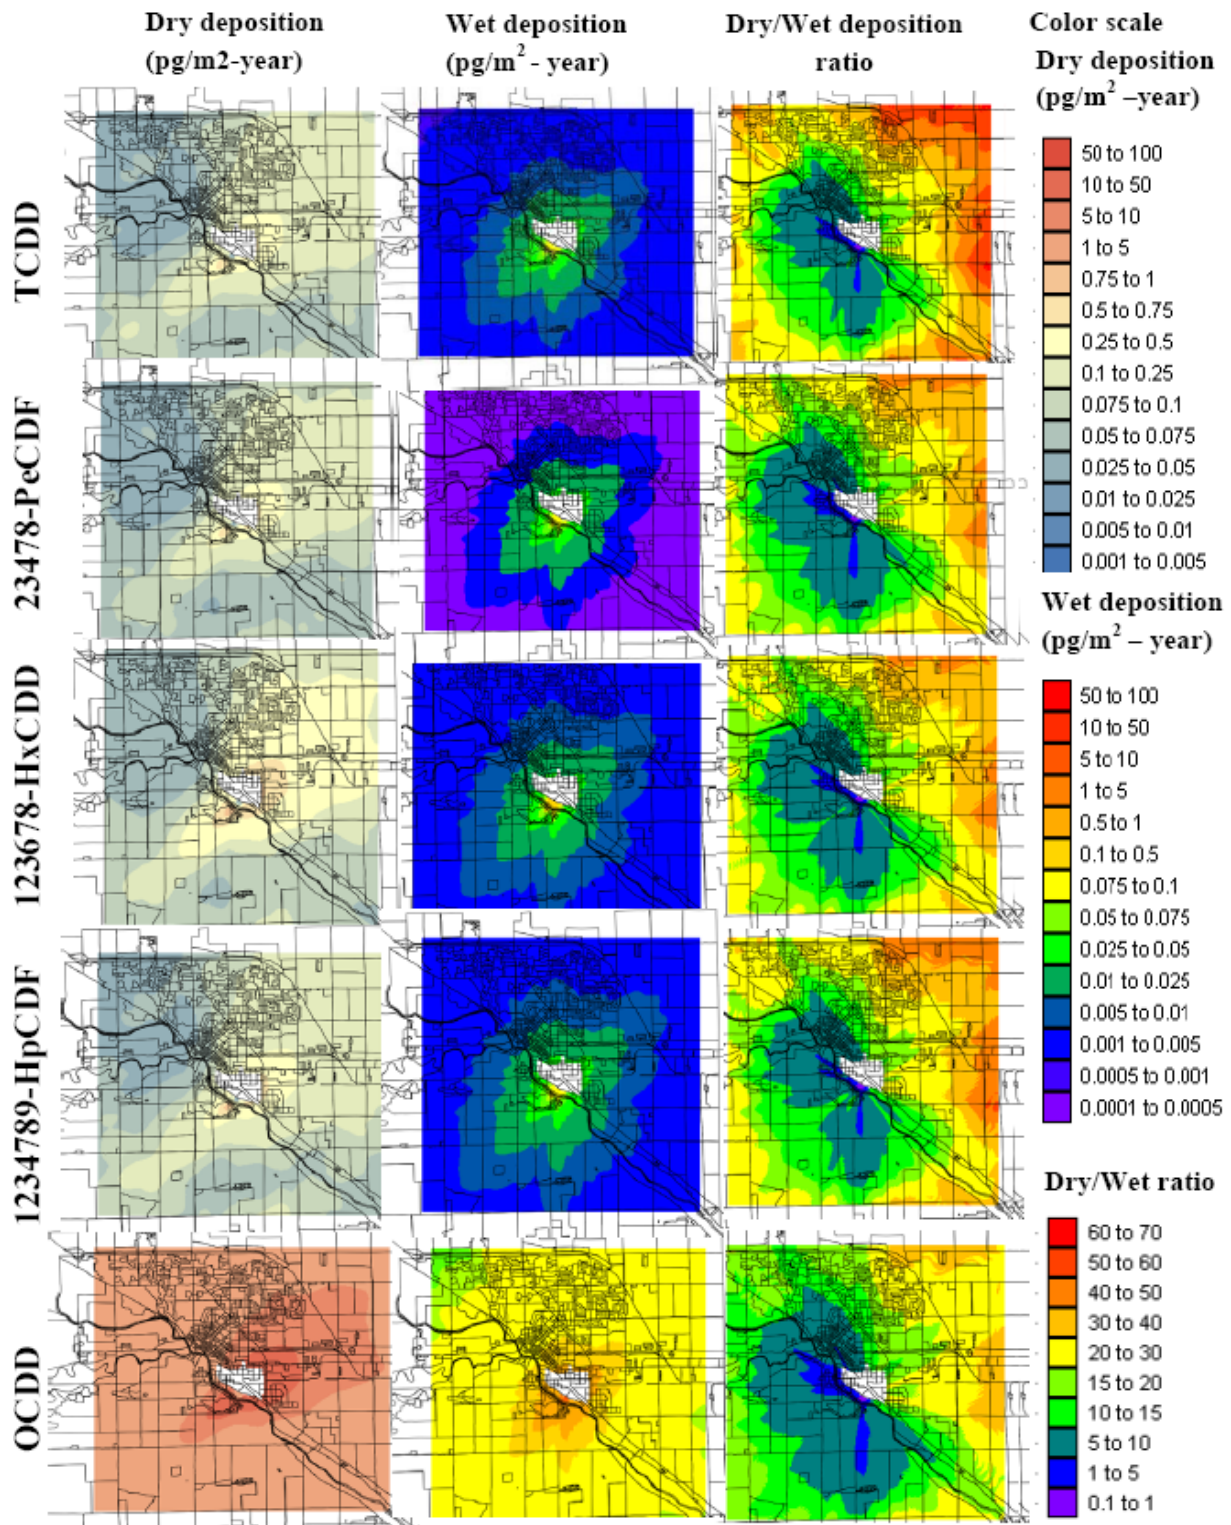 Dry deposition
(pg/m2-year)
Wet deposition
(pg/m² - year)
Dry/Wet deposition
ratio
Color scale
Dry deposition
(pg/m² –year)
50 to 100
10 to 50
5 to 10
1 to 5
0.75 to 1
0.5 to 0.75
0.25 to 0.5
0.1 to 0.25
0.075 to 0.1
0.05 to 0.075
0.025 to 0.05
0.01 to 0.025
0.005 to 0.01
0.001 to 0.005
Wet deposition
(pg/m² – year)
50 to 100
10 to 50
5 to 10
1 to 5
0.5 to 1
0.1 to 0.5
0.075 to 0.1
0.05 to 0.075
0.025 to 0.05
0.01 to 0.025
0.005 to 0.01
0.001 to 0.005
0.0005 to 0.001
0.0001 to 0.0005
Dry/Wet ratio
60 to 70
50 to 60
40 to 50
30 to 40
20 to 30
15 to 20
10 to 15
5 to 10
1 to 5
0.1 to 1
TCDD
23478-PeCDF
123678-HxCDD
1234789-HpCDF
OCDD